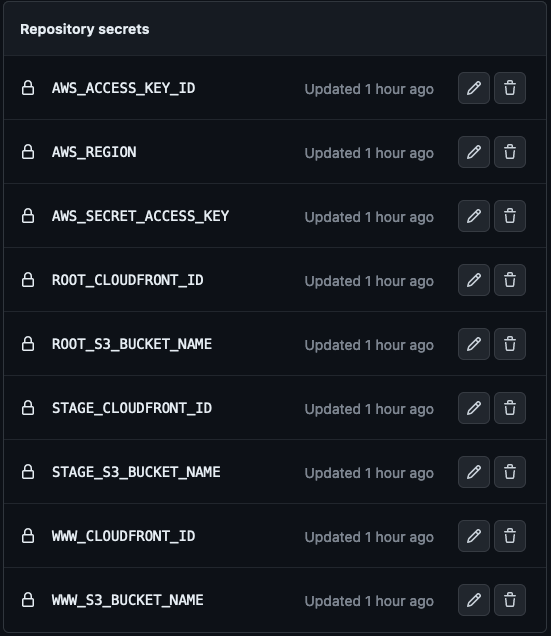 Repository secrets
AWS_ACCESS_KEY_ID Updated 1 hour ago
AWS_REGION Updated 1 hour ago
AWS_SECRET_ACCESS_KEY Updated 1 hour ago
ROOT_CLOUDFRONT_ID Updated 1 hour ago
ROOT_S3_BUCKET_NAME Updated 1 hour ago
STAGE_CLOUDFRONT_ID Updated 1 hour ago
STAGE_S3_BUCKET_NAME Updated 1 hour ago
WWW_CLOUDFRONT_ID Updated 1 hour ago
WWW_S3_BUCKET_NAME Updated 1 hour ago